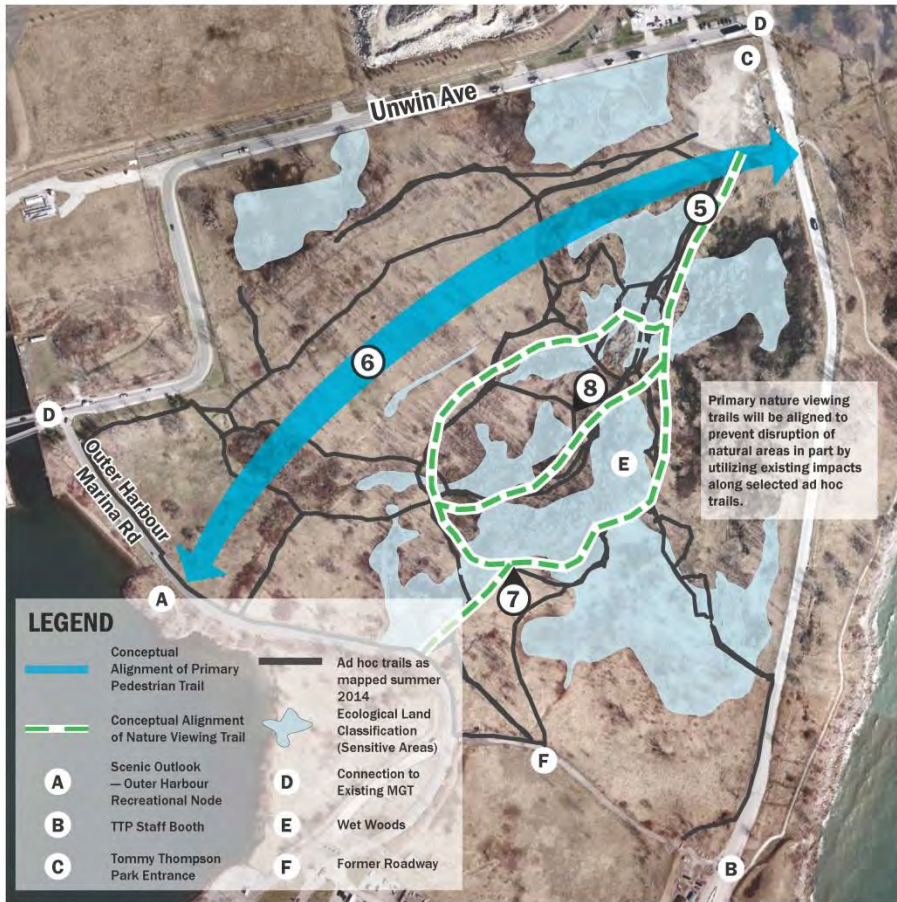 D
C
Unwin Ave
5
6
8
D
Primary nature viewing
trails will be aligned to
prevent disruption of
natural areas in part by
utilizing existing impacts
along selected ad hoc
trails.
E
Outer Harbour
Marina Rd
7
A
LEGEND
Conceptual
Alignment of Primary
Pedestrian Trail
Ad hoc trails as
mapped summer
2014
Conceptual Alignment
of Nature Viewing Trail
Ecological Land
Classification
(Sensitive Areas)
A
Scenic Outlook
— Outer Harbour
Recreational Node
D
Connection to
Existing MGT
B
TTP Staff Booth
E
Wet Woods
C
Tommy Thompson
Park Entrance
F
Former Roadway
F
B